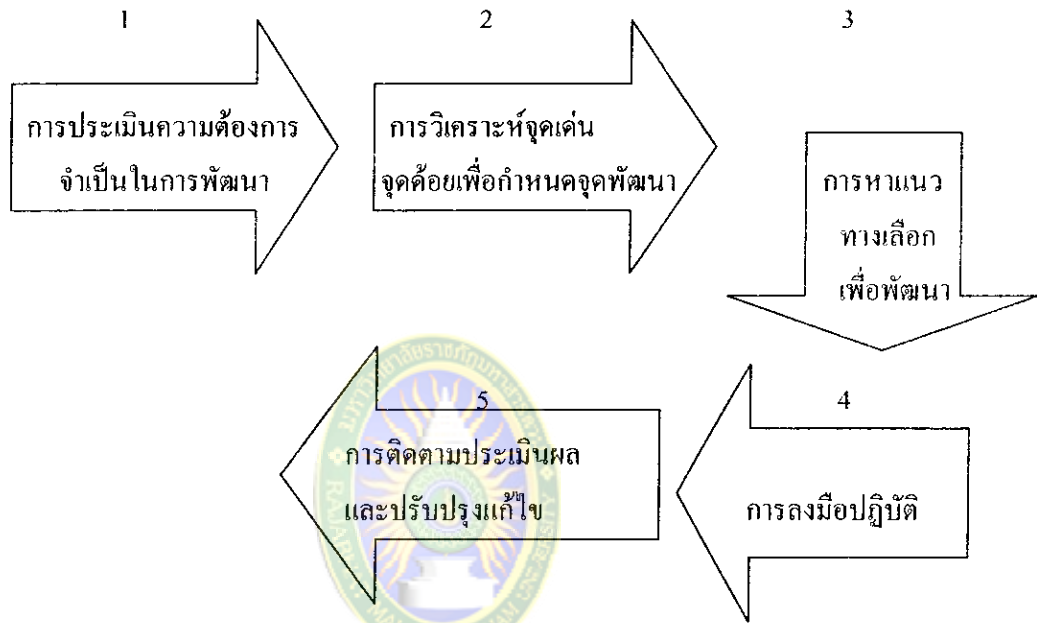 1
การประเมินความต้องการ
จำเป็นในการพัฒนา
2
การวิเคราะห์จุดเด่น
จุดด้อยเพื่อกำหนดจุดพัฒนา
3
การหาแนว
ทางเลือก
เพื่อพัฒนา
4
การลงมือปฏิบัติ
5
การติดตามประเมินผล
และปรับปรุงแก้ไข